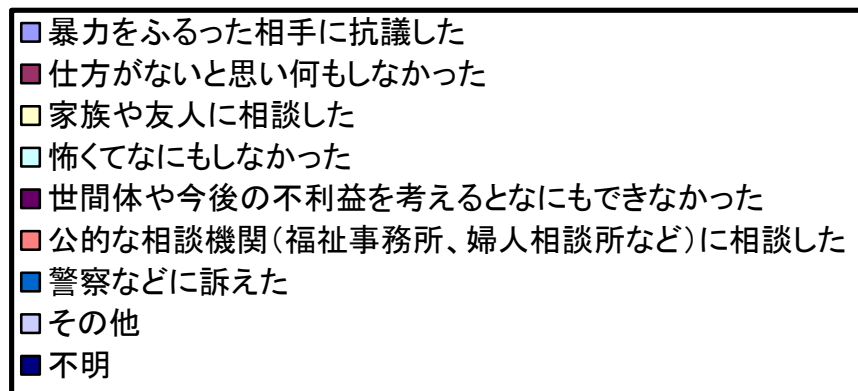 暴力をふるった相手に抗議した
仕方がないと思い何もしなかった
家族や友人に相談した
怖くてなにもしなかった
世間体や今後の不利益を考えるとなにもできなかった
公的な相談機関（福祉事務所、婦人相談所など）に相談した
警察などに訴えた
その他
不明